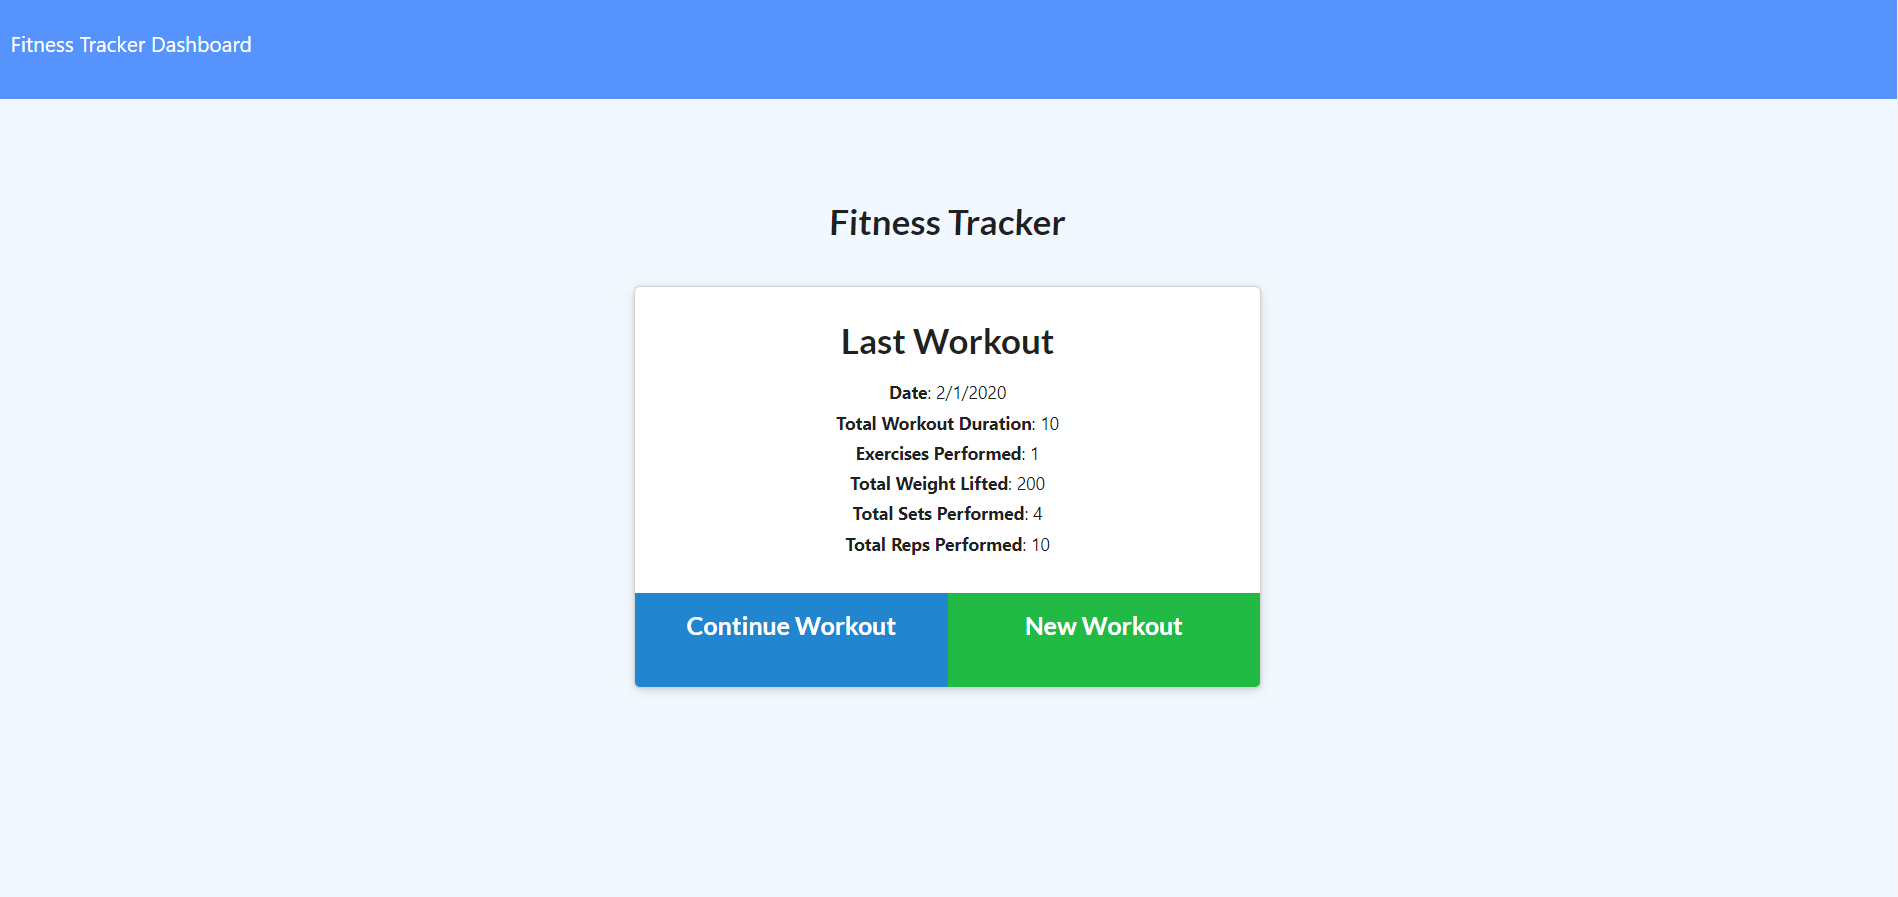 Fitness Tracker Dashboard
Fitness Tracker
Last Workout
Date: 2/1/2020
Total Workout Duration: 10
Exercises Performed: 1
Total Weight Lifted: 200
Total Sets Performed: 4
Total Reps Performed: 10
Continue Workout New Workout